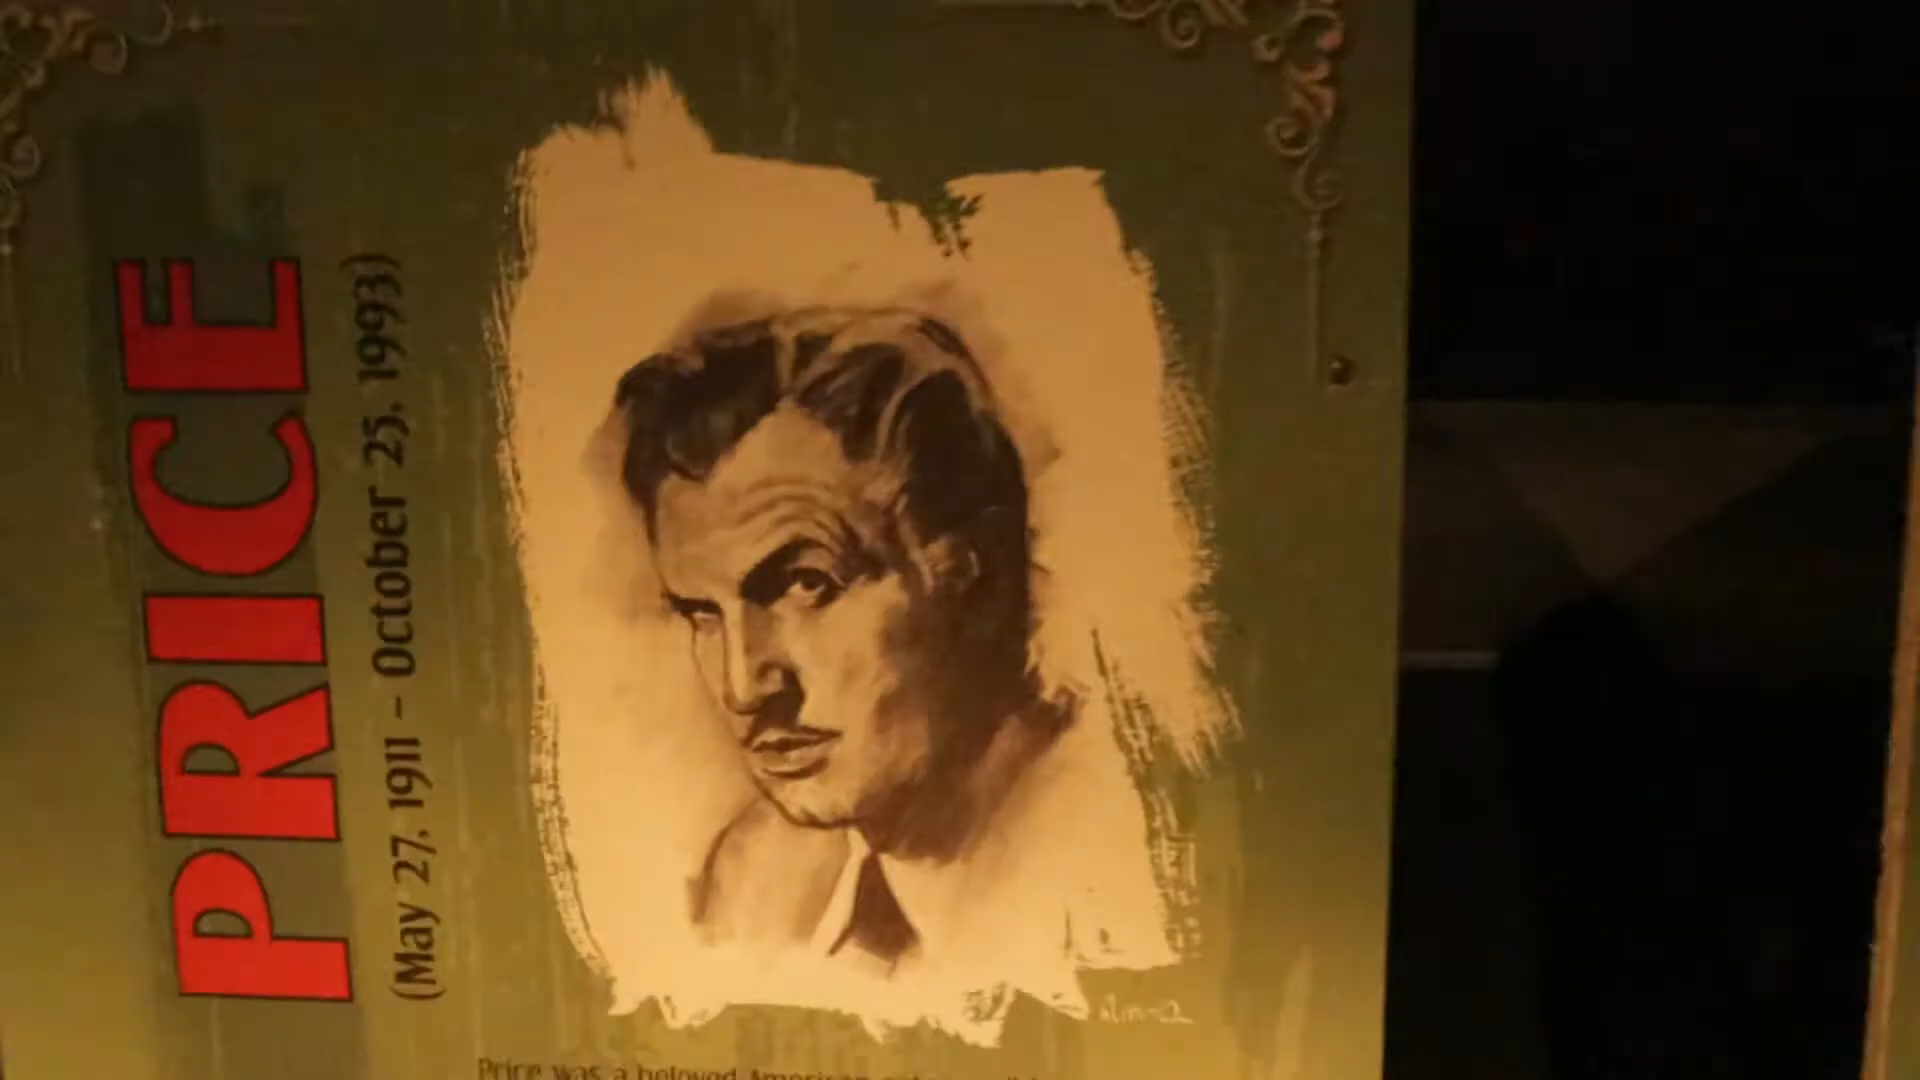 PRICE
(May 27, 1911 – October 25, 1993)
Price was a beloved American